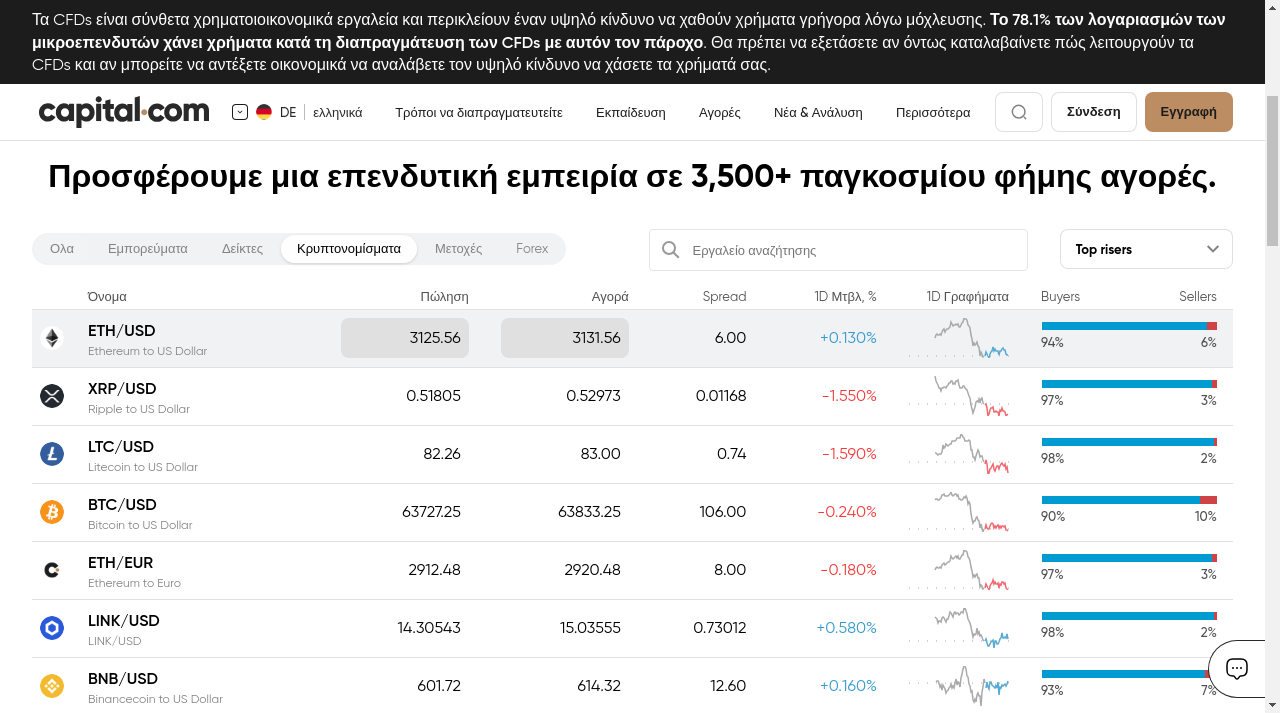 Τα CFDs είναι σύνθετα χρηματοιοικονομικά εργαλεία και περικλείουν έναν υψηλό κίνδυνο να χαθούν χρήματα γρήγορα λόγω μόχλευσης. Το 78.1% των λογαριασμών των
μικροεπενδυτών χάνει χρήματα κατά τη διαπραγμάτευση των CFDs με αυτόν τον πάροχο. Θα πρέπει να εξετάσετε αν όντως καταλαβαίνετε πώς λειτουργούν τα
CFDs και αν μπορείτε να αντέξετε οικονομικά να αναλάβετε τον υψηλό κίνδυνο να χάσετε τα χρήματά σας.
capital.com DE ελληνικά Τρόποι να διαπραγματευτείτε Εκπαίδευση Αγορές Νέα & Ανάλυση Περισσότερα Σύνδεση Εγγραφή
Προσφέρουμε μια επενδυτική εμπειρία σε 3,500+ παγκοσμίου φήμης αγορές.
Ολα Εμπορεύματα Δείκτες Κρυπτονομίσματα Μετοχές Forex Εργαλείο αναζήτησης Top risers
Όνομα Πώληση Αγορά Spread 1D Μτβλ, % 1D Γραφήματα Buyers Sellers
ETH/USD 3125.56 3131.56 6.00 +0.130%
Ethereum to US Dollar 94% 6%
XRP/USD 0.51805 0.52973 0.01168 -1.550%
Ripple to US Dollar 97% 3%
LTC/USD 82.26 83.00 0.74 -1.590%
Litecoin to US Dollar 98% 2%
BTC/USD 63727.25 63833.25 106.00 -0.240%
Bitcoin to US Dollar 90% 10%
ETH/EUR 2912.48 2920.48 8.00 -0.180%
Ethereum to Euro 97% 3%
LINK/USD 14.30543 15.03555 0.73012 +0.580%
LINK/USD 98% 2%
BNB/USD 601.72 614.32 12.60 +0.160%
Binancecoin to US Dollar 93% 7%